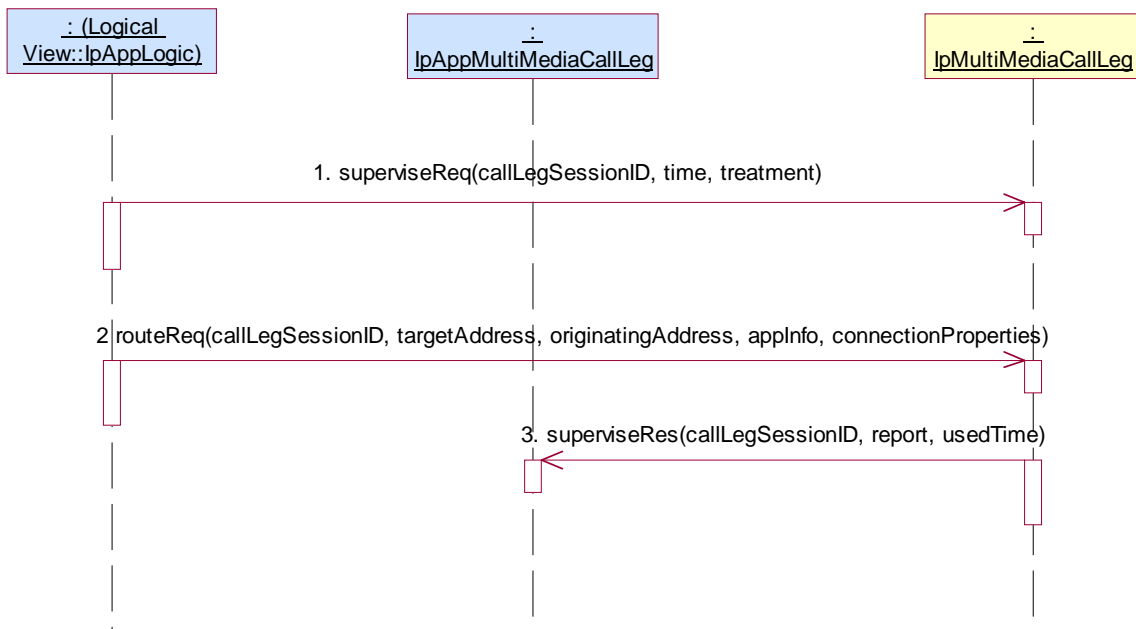 : (Logical
View::IpAppLogic)
:
IpAppMultiMediaCallLeg
:
IpMultiMediaCallLeg
1. superviseReq(callLegSessionID, time, treatment)
2 routeReq(callLegSessionID, targetAddress, originatingAddress, appInfo, connectionProperties)
3. superviseRes(callLegSessionID, report, usedTime)